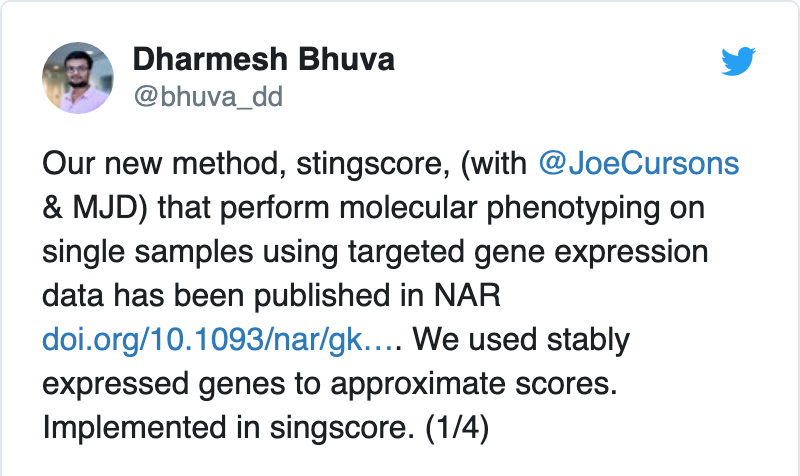 Dharmesh Bhuva
@bhuva_dd
Our new method, stingscore, (with @JoeCursons
& MJD) that perform molecular phenotyping on
single samples using targeted gene expression
data has been published in NAR
doi.org/10.1093/nar/gk…. We used stably
expressed genes to approximate scores.
Implemented in singscore. (1/4)